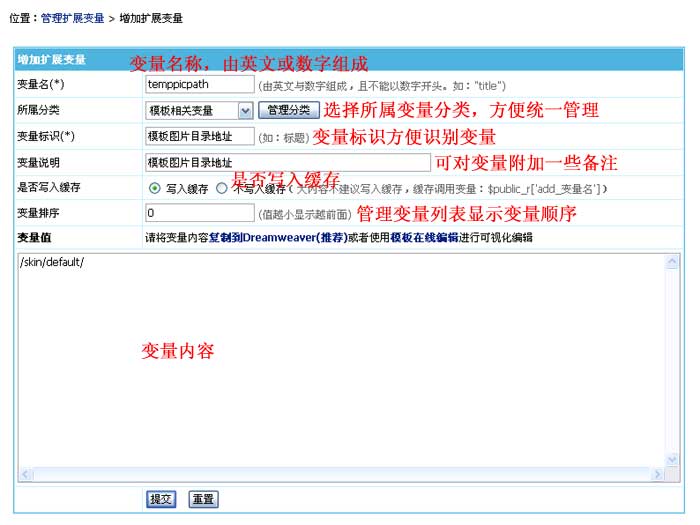 位置：管理扩展变量 > 增加扩展变量
增加扩展变量
变量名称，由英文或数字组成
变量名(*) temppicpath (由英文与数字组成，且不能以数字开头。如："title")
所属分类 模板相关变量 管理分类 选择所属变量分类，方便统一管理
变量标识(*) 模板图片目录地址 (如：标题) 变量标识方便识别变量
变量说明 模板图片目录地址 可对变量附加一些备注
是否写入缓存
是否写入缓存 写入缓存 不写入缓存（大内容不建议写入缓存，缓存调用变量：$public_r['add_变量名']）
变量排序 0 (值越小显示越前面) 管理变量列表显示变量顺序
变量值 请将变量内容复制到Dreamweaver(推荐)或者使用模板在线编辑进行可视化编辑
/skin/default/
变量内容
提交 重置